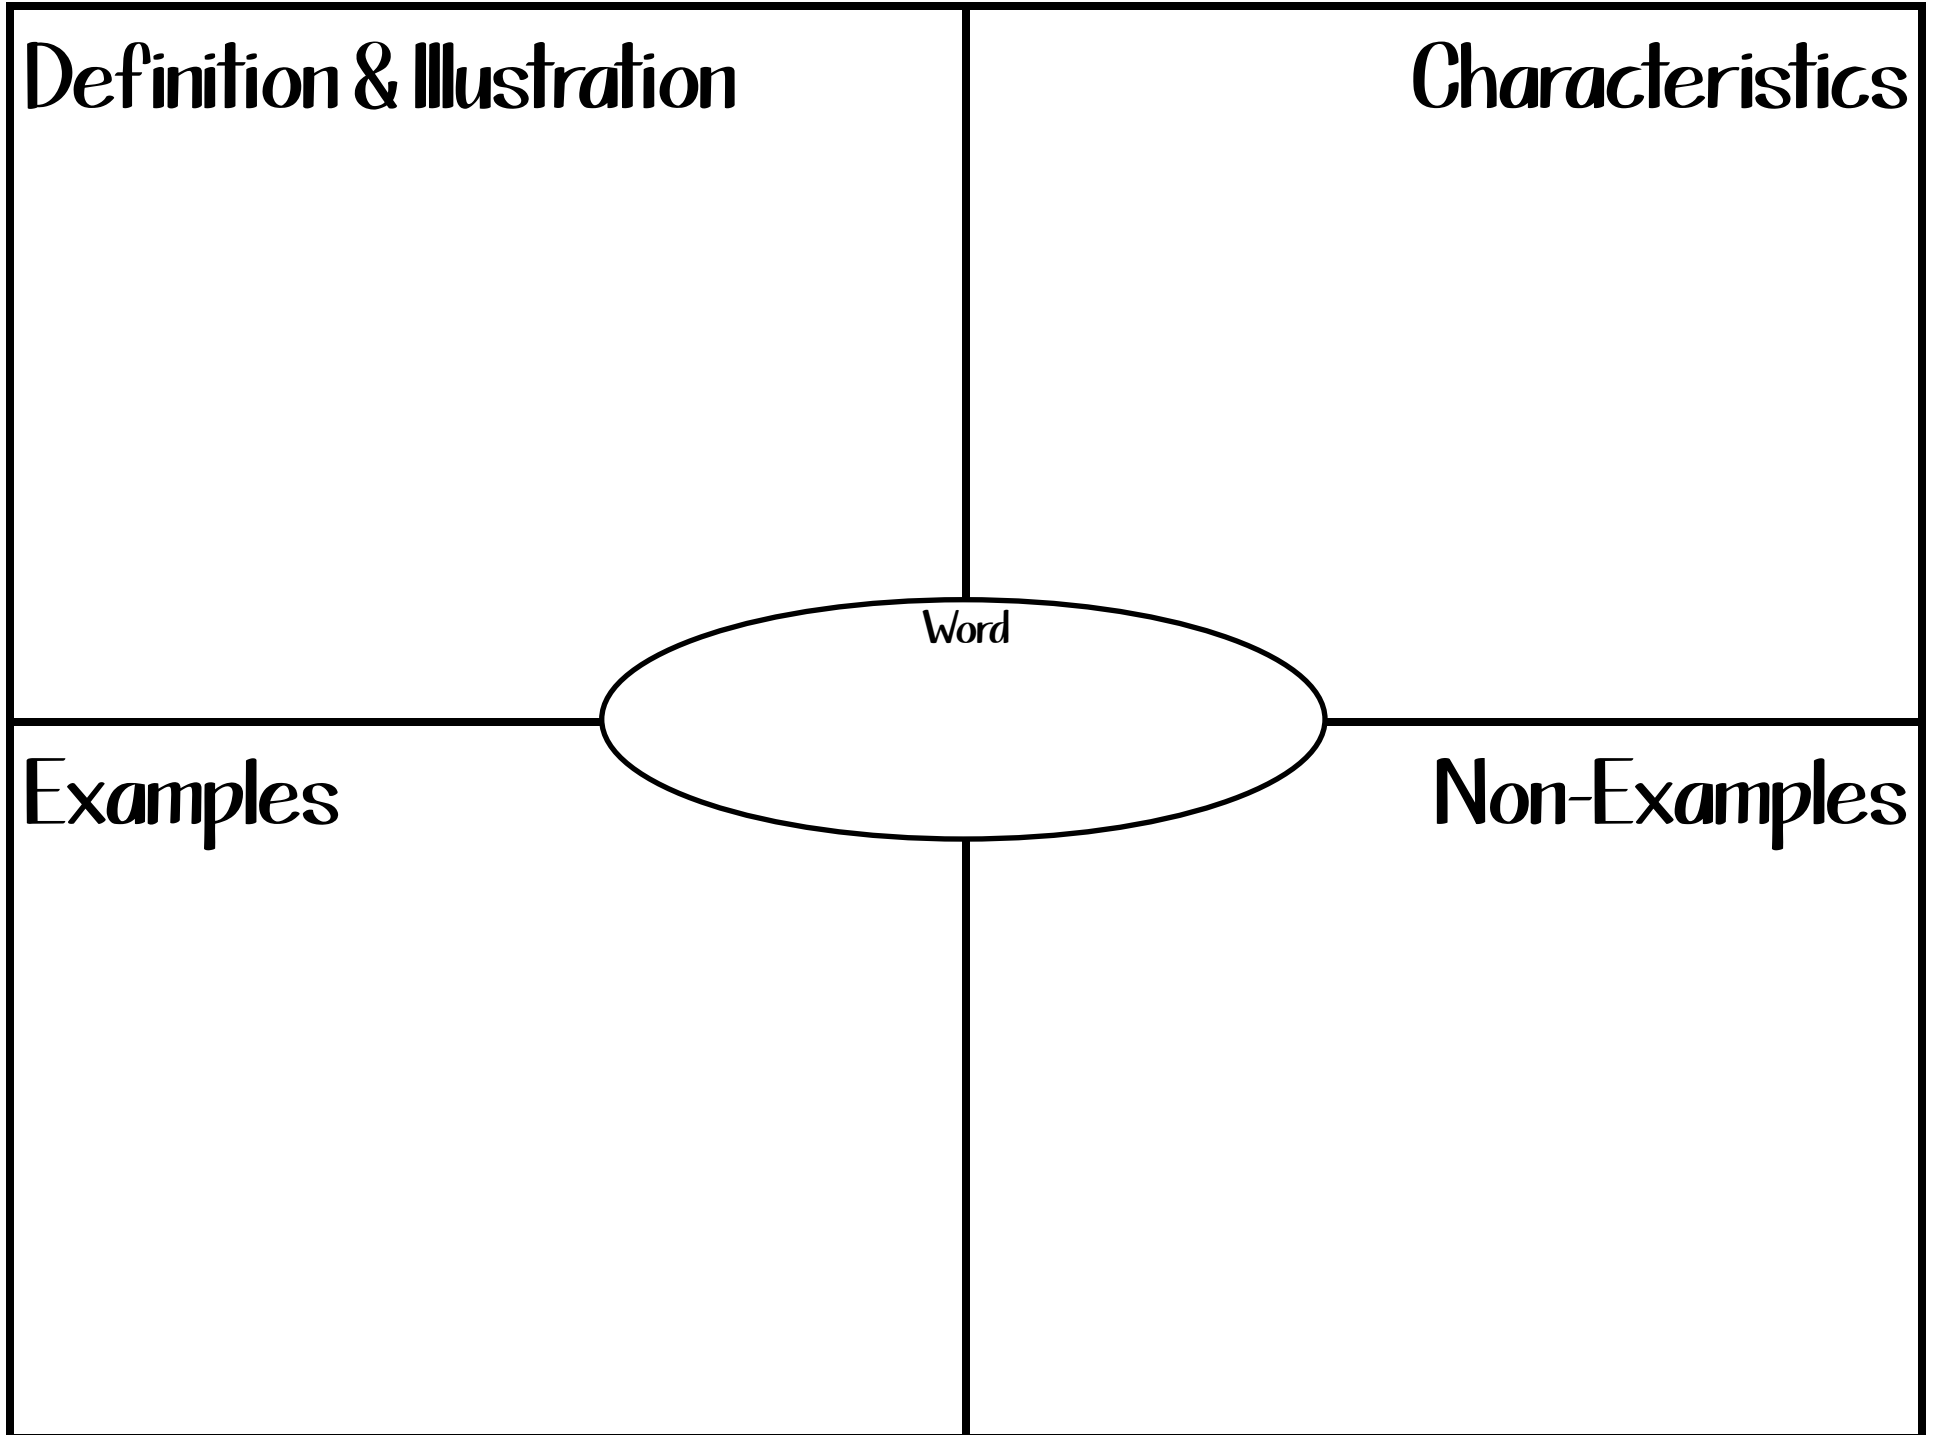 Definition & Illustration
Characteristics
Word
Examples
Non-Examples